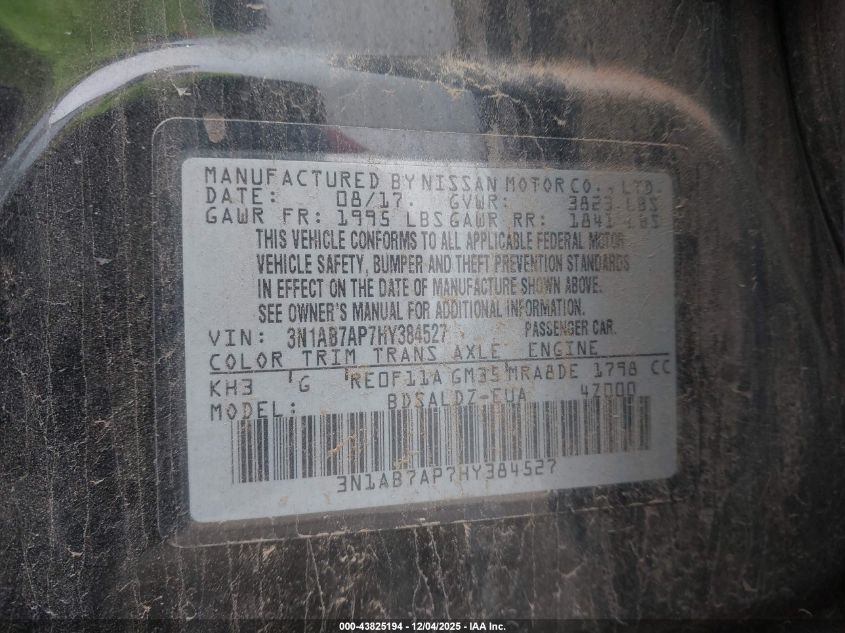 MANUFACTURED BY NISSAN MOTOR CO., LTD.
DATE: 08/17. GVWR: 3823 LBS
GAWR FR: 1995 LBS GAWR RR: 1841 LBS
THIS VEHICLE CONFORMS TO ALL APPLICABLE FEDERAL MOTOR
VEHICLE SAFETY, BUMPER AND THEFT PREVENTION STANDARDS
IN EFFECT ON THE DATE OF MANUFACTURE SHOWN ABOVE.
SEE OWNER'S MANUAL FOR ADDITIONAL INFORMATION.
VIN: 3N1AB7AP7HY384527 PASSENGER CAR.
COLOR TRIM TRANS AXLE ENGINE
KH3 'G 'RE0F11A GM35 'MRA8DE 1798 CC
MODEL: BDSALDZ-EUA 4Z000
3N1AB7AP7HY384527
000-43825194 - 12/04/2025 - IAA Inc.